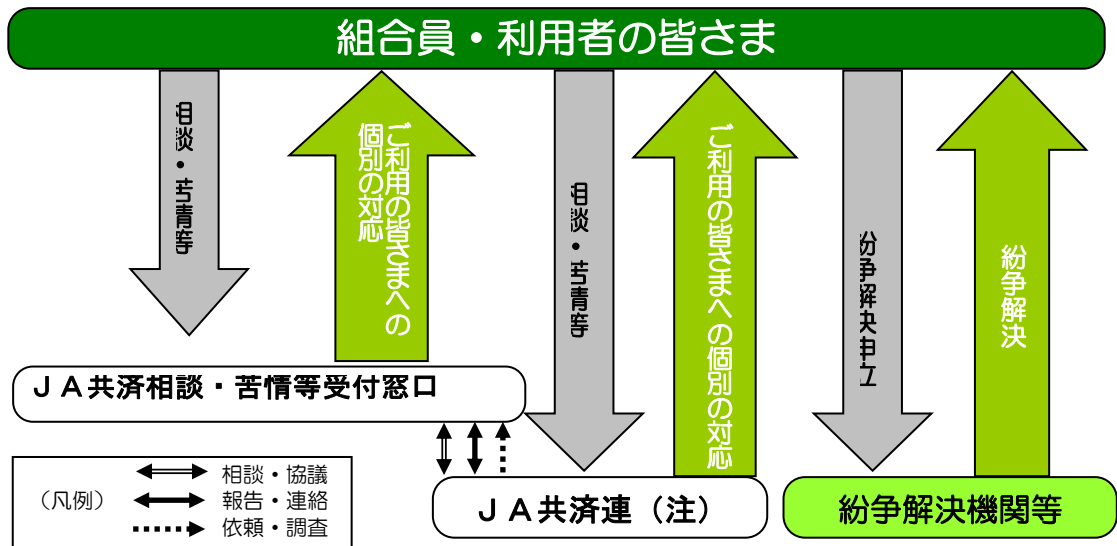 組合員・利用者の皆さま
相談・苦情等
ご利用の皆さまへの
個別の対応
相談・苦情等
ご利用の皆さまへの個別の対応
紛争解決申立
紛争解決
JA共済相談・苦情等受付窓口
(凡例)
相談・協議
報告・連絡
依頼・調査
JA共済連(注)
紛争解決機関等